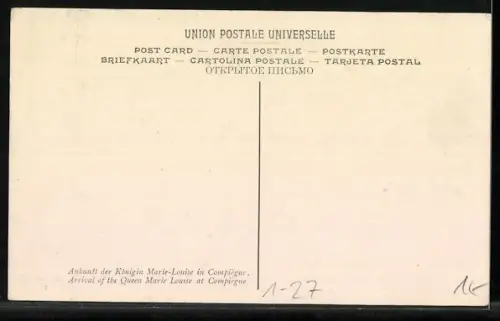 UNION POSTALE UNIVERSELLE
POST CARD — CARTE POSTALE — POSTKARTE
BRIEFKAART — CARTOLINA POSTALE — TARJETA POSTAL
ОТКРЫТОЕ ПИСЬМО
Ankunft der Königin Marie-Louise in Compiègne.
Arrival of the Queen Marie Louise at Compiegne
1-27
1€